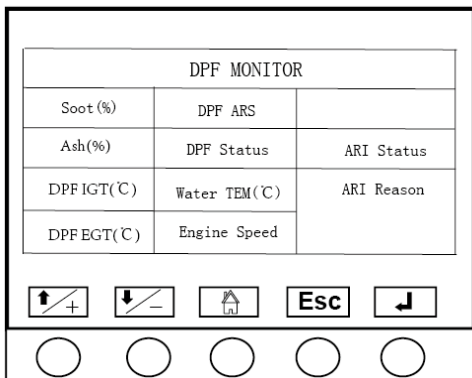 DPF MONITOR
Soot(%) DPF ARS
Ash(%) DPF Status ARI Status
DPF IGT(℃) Water TEM(℃) ARI Reason
DPF EGT(℃) Engine Speed
+ - Esc